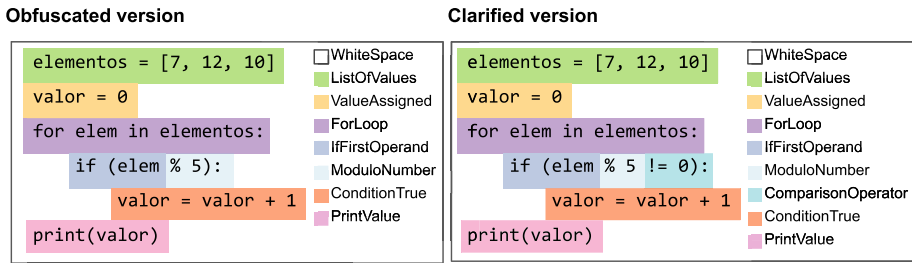 Obfuscated version
elementos = [7, 12, 10]
valor = 0
for elem in elementos:
if (elem % 5):
valor = valor + 1
print(valor)
WhiteSpace
ListOfValues
ValueAssigned
ForLoop
IfFirstOperand
ModuloNumber
ConditionTrue
PrintValue
Clarified version
elementos = [7, 12, 10]
valor = 0
for elem in elementos:
if (elem % 5 != 0):
valor = valor + 1
print(valor)
WhiteSpace
ListOfValues
ValueAssigned
ForLoop
IfFirstOperand
ModuloNumber
ComparisonOperator
ConditionTrue
PrintValue